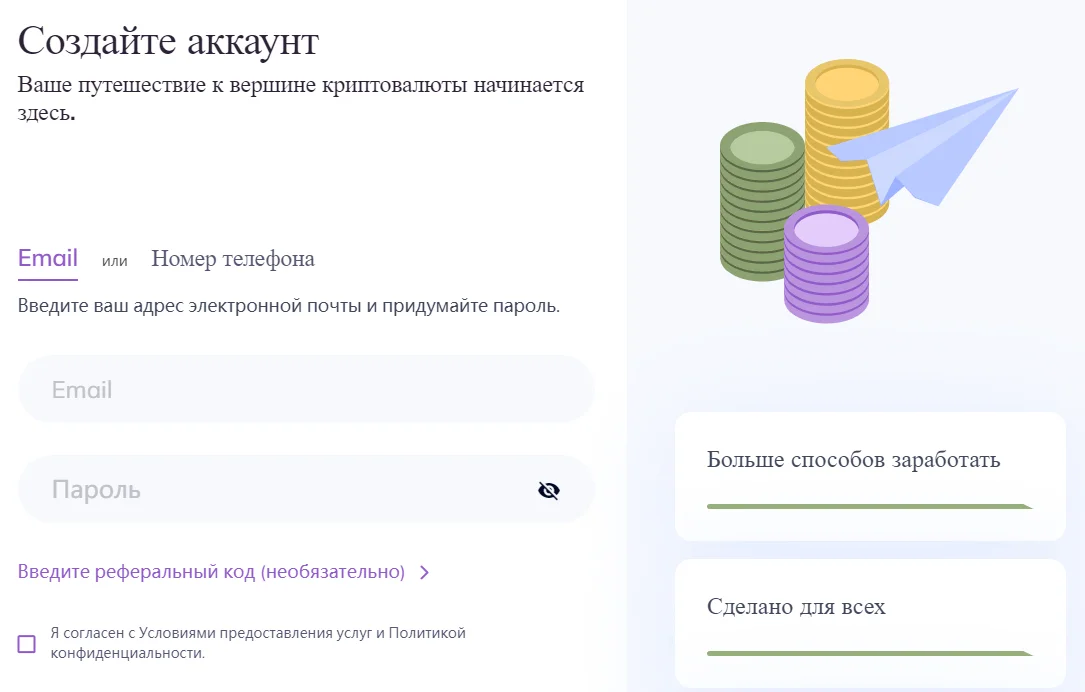 Создайте аккаунт
Ваше путешествие к вершине криптовалюты начинается
здесь.
Email или Номер телефона
Введите ваш адрес электронной почты и придумайте пароль.
Email
Пароль
Введите реферальный код (необязательно)
Я согласен с Условиями предоставления услуг и Политикой
конфиденциальности.
Больше способов заработать
Сделано для всех